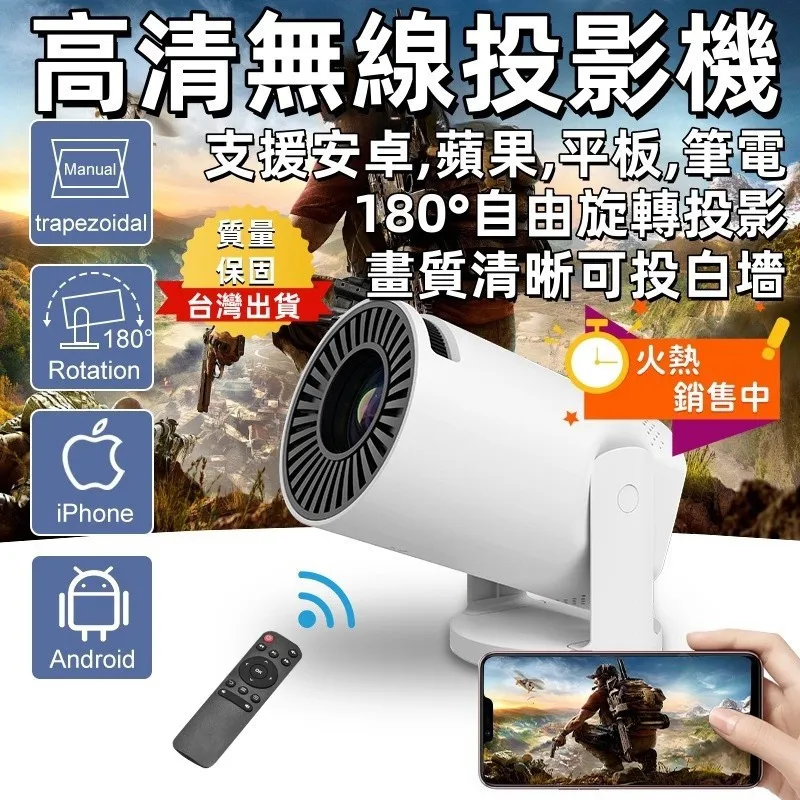 高清無線投影機
支援安卓,蘋果,平板,筆電
180°自由旋轉投影
畫質清晰可投白墻
Manual
trapezoidal
質量
保固
台灣出貨
180°
Rotation
火熱
銷售中
iPhone
Android
OK